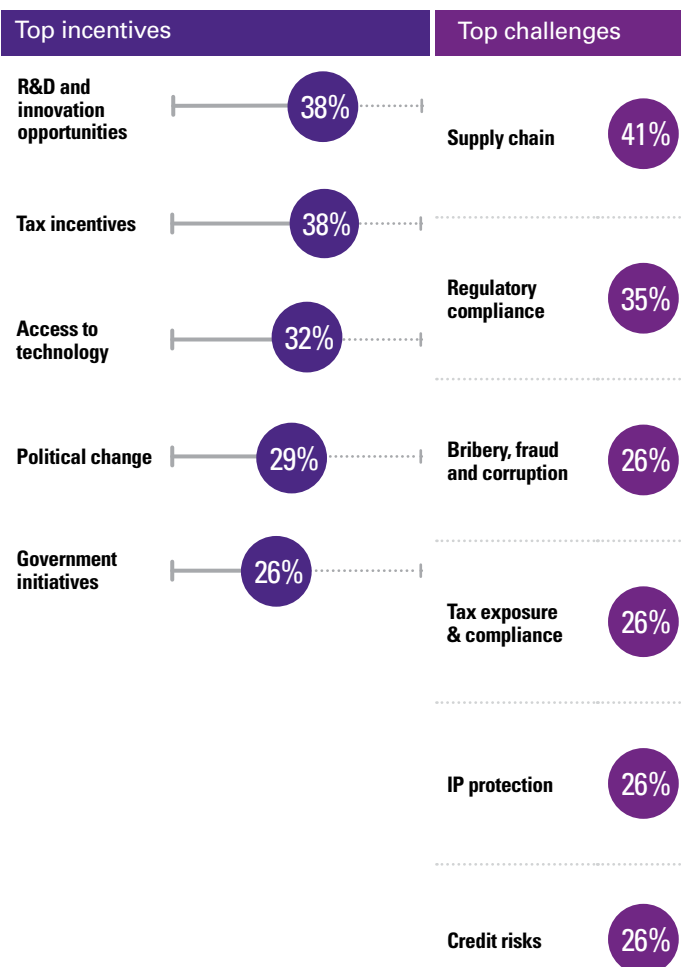 Top incentives
R&D and
innovation
opportunities
38%
Tax incentives
38%
Access to
technology
32%
Political change
29%
Government
initiatives
26%
Top challenges
Supply chain
41%
Regulatory
compliance
35%
Bribery, fraud
and corruption
26%
Tax exposure
& compliance
26%
IP protection
26%
Credit risks
26%